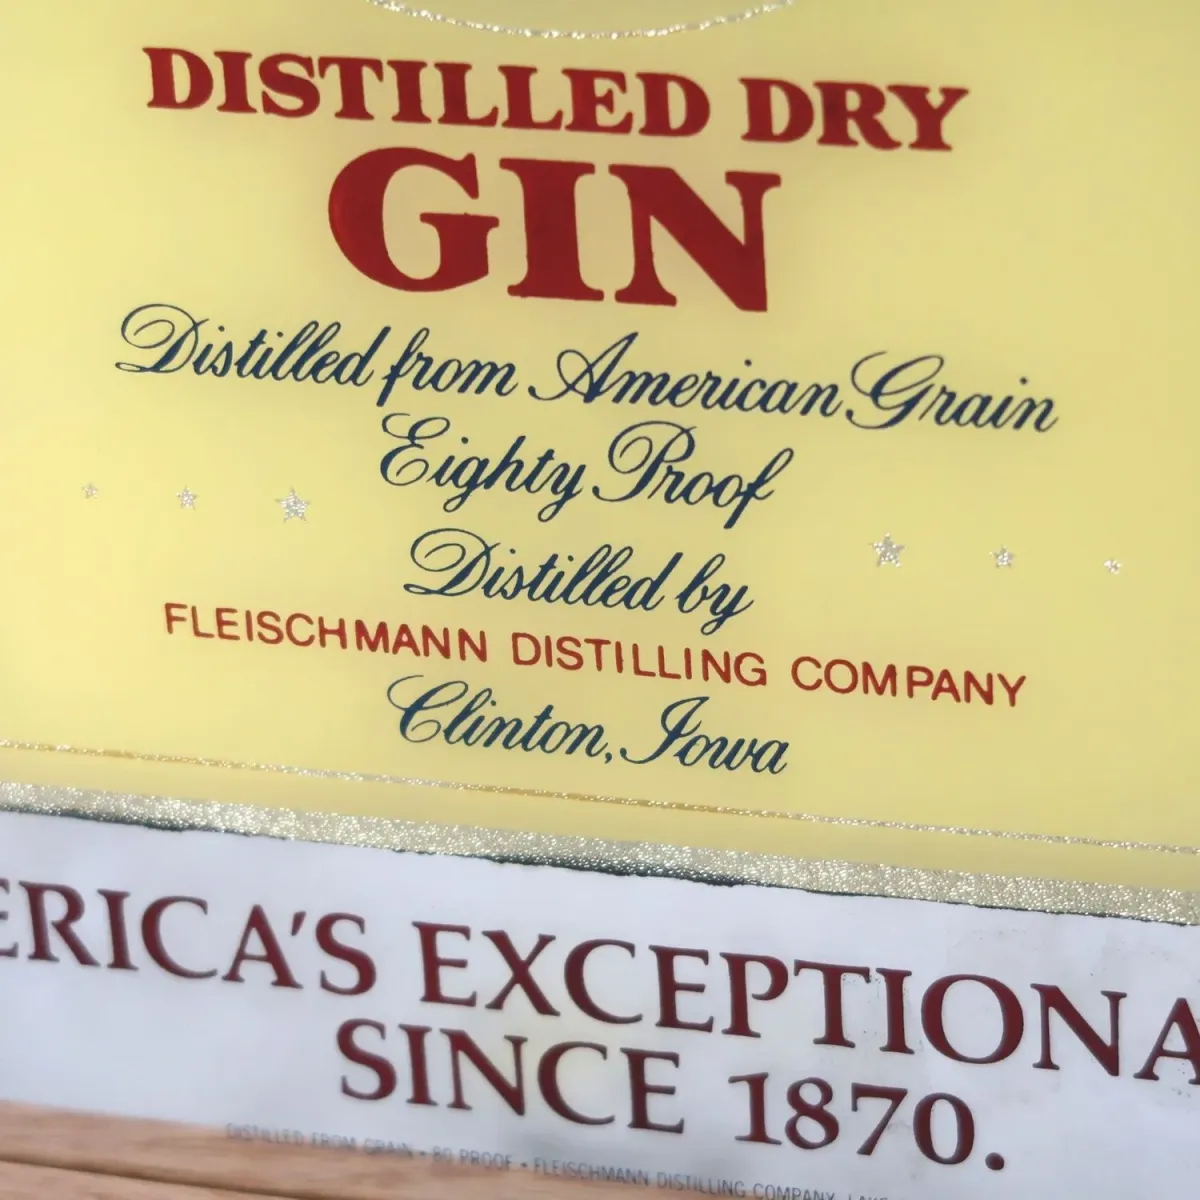 DISTILLED DRY
GIN
Distilled from American Grain
Eighty Proof
Distilled by
FLEISCHMANN DISTILLING COMPANY
Clinton, Iowa
ERICA'S EXCEPTIONA
SINCE 1870.
DISTILLED FROM GRAIN • 80 PROOF • FLEISCHMANN DISTILLING COMPANY